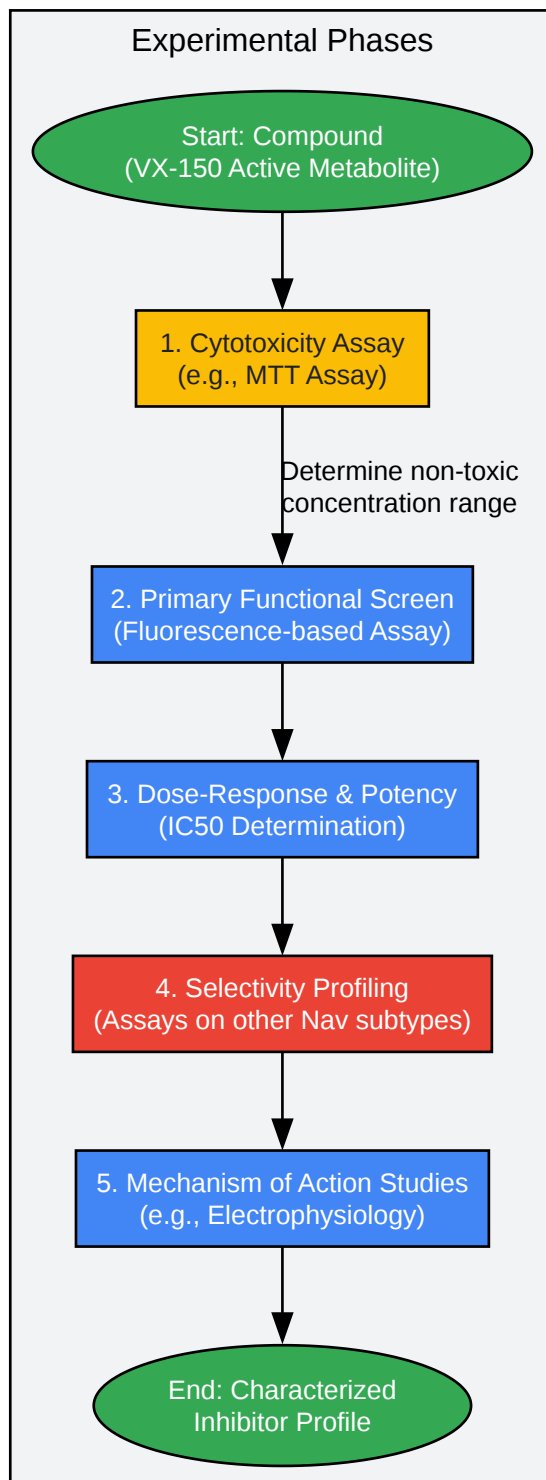 Experimental Phases
Start: Compound
(VX-150 Active Metabolite)
1. Cytotoxicity Assay
(e.g., MTT Assay)
Determine non-toxic
concentration range
2. Primary Functional Screen
(Fluorescence-based Assay)
3. Dose-Response & Potency
(IC50 Determination)
4. Selectivity Profiling
(Assays on other Nav subtypes)
5. Mechanism of Action Studies
(e.g., Electrophysiology)
End: Characterized
Inhibitor Profile